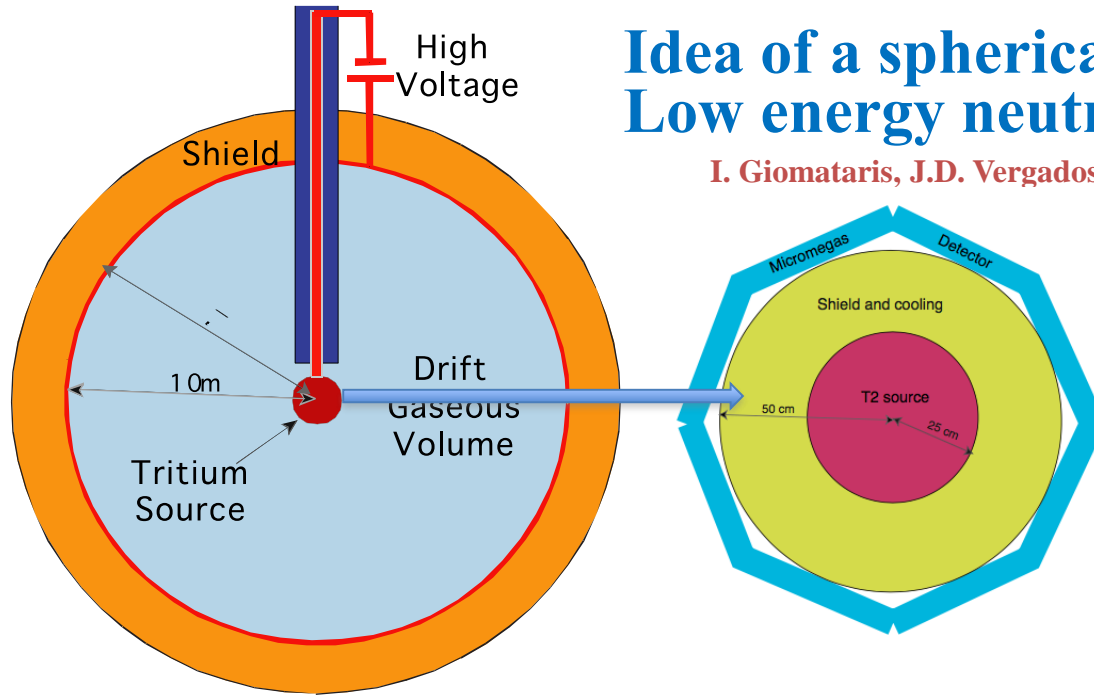 High
Voltage
Idea of a spherica
Low energy neutr
I. Giomataris, J.D. Vergados
Shield
10m
Drift
Gaseous
Volume
Tritium
Source
Micromegas
Detector
Shield and cooling
T2 source
50 cm
25 cm